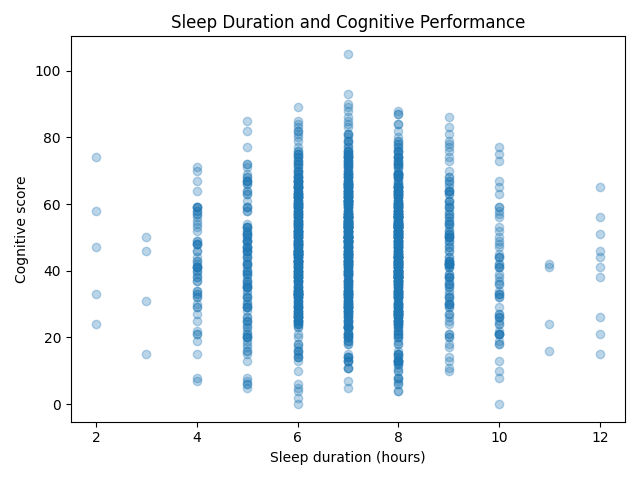 Sleep Duration and Cognitive Performance
100
80
60
40
20
0
Cognitive score
2 4 6 8 10 12
Sleep duration (hours)